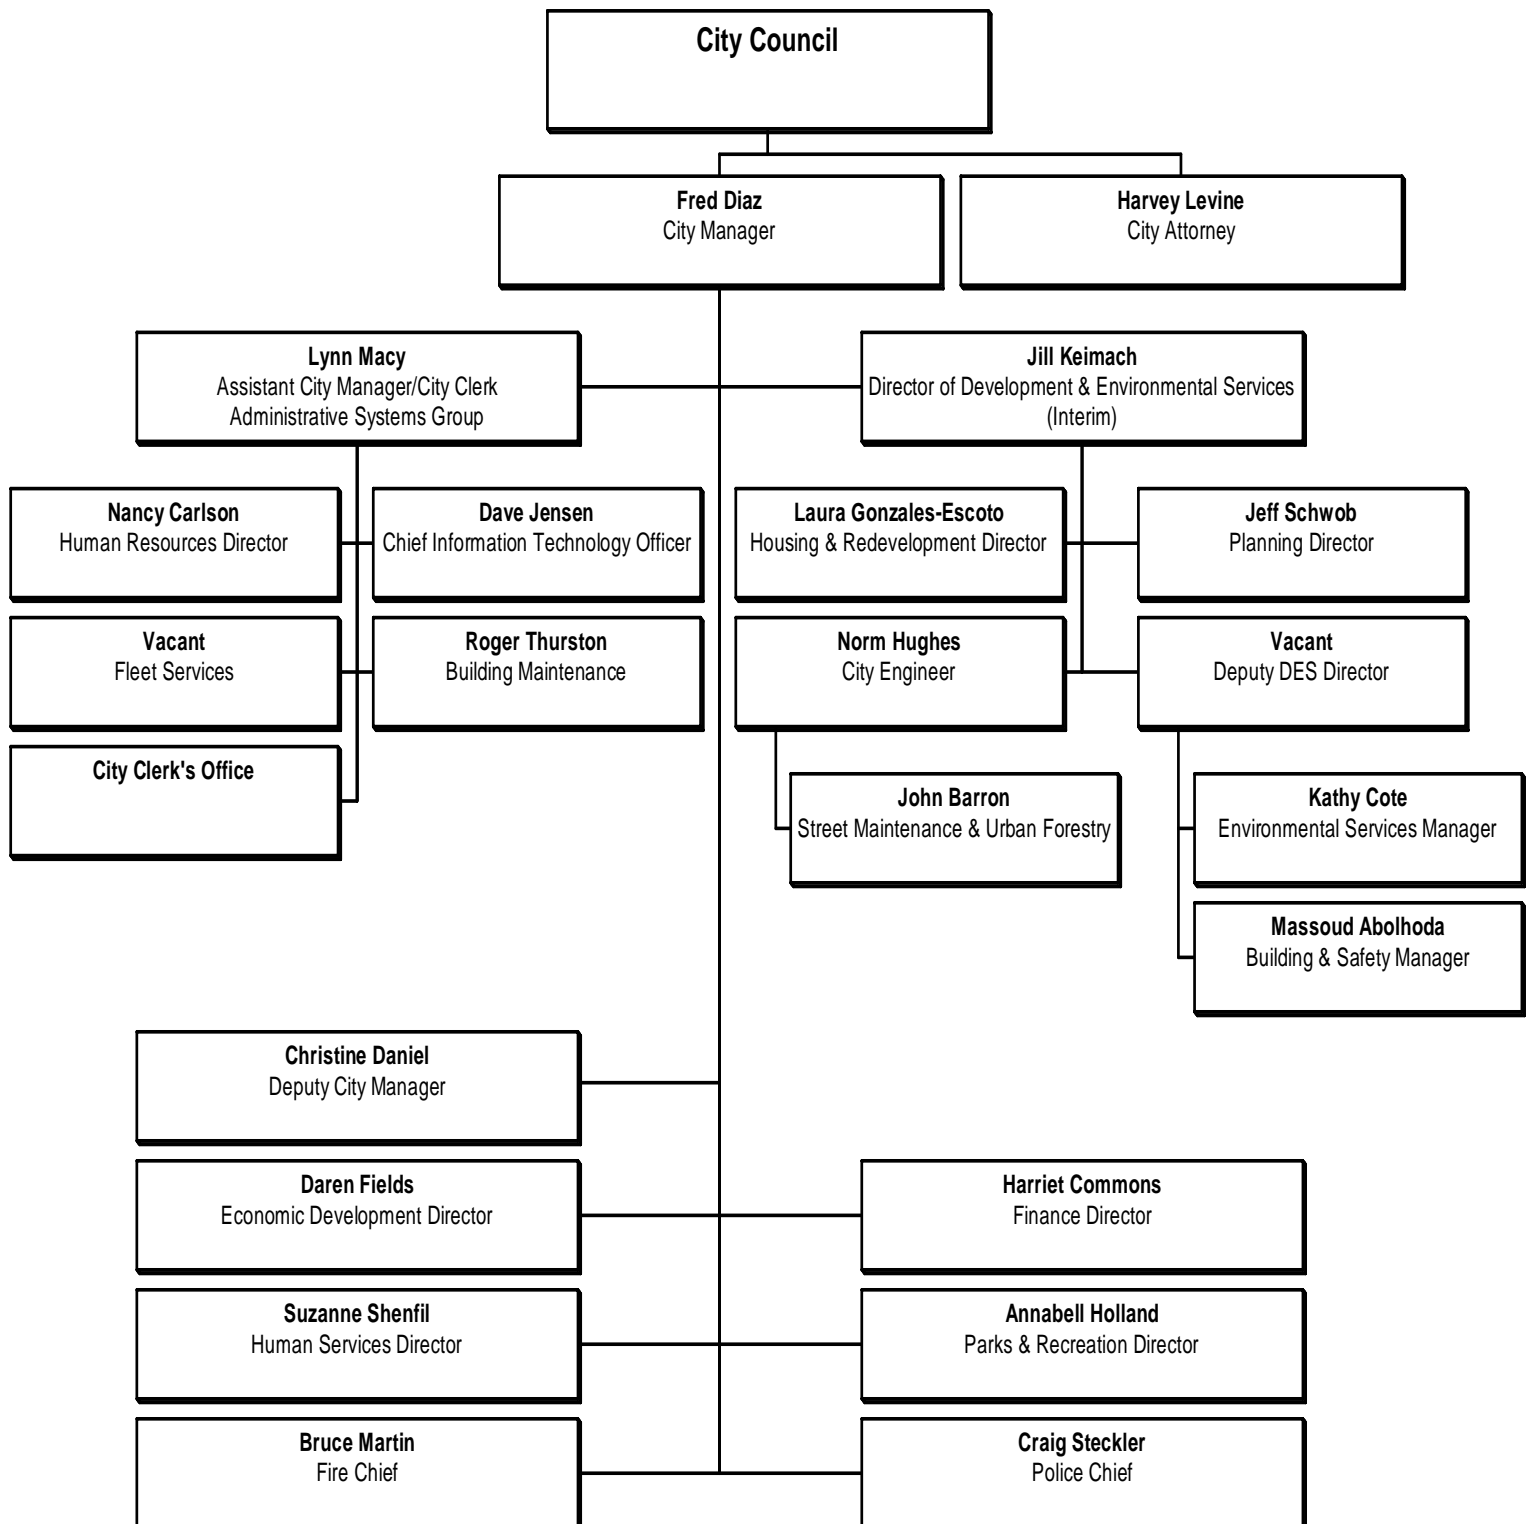 City Council
Fred Diaz
City Manager
Harvey Levine
City Attorney
Lynn Macy
Assistant City Manager/City Clerk
Administrative Systems Group
Jill Keimach
Director of Development & Environmental Services
(Interim)
Nancy Carlson
Human Resources Director
Dave Jensen
Chief Information Technology Officer
Laura Gonzales-Escoto
Housing & Redevelopment Director
Jeff Schwob
Planning Director
Vacant
Fleet Services
Roger Thurston
Building Maintenance
Norm Hughes
City Engineer
Vacant
Deputy DES Director
City Clerk's Office
John Barron
Street Maintenance & Urban Forestry
Kathy Cote
Environmental Services Manager
Massoud Abolhoda
Building & Safety Manager
Christine Daniel
Deputy City Manager
Daren Fields
Economic Development Director
Harriet Commons
Finance Director
Suzanne Shenfil
Human Services Director
Annabell Holland
Parks & Recreation Director
Bruce Martin
Fire Chief
Craig Steckler
Police Chief